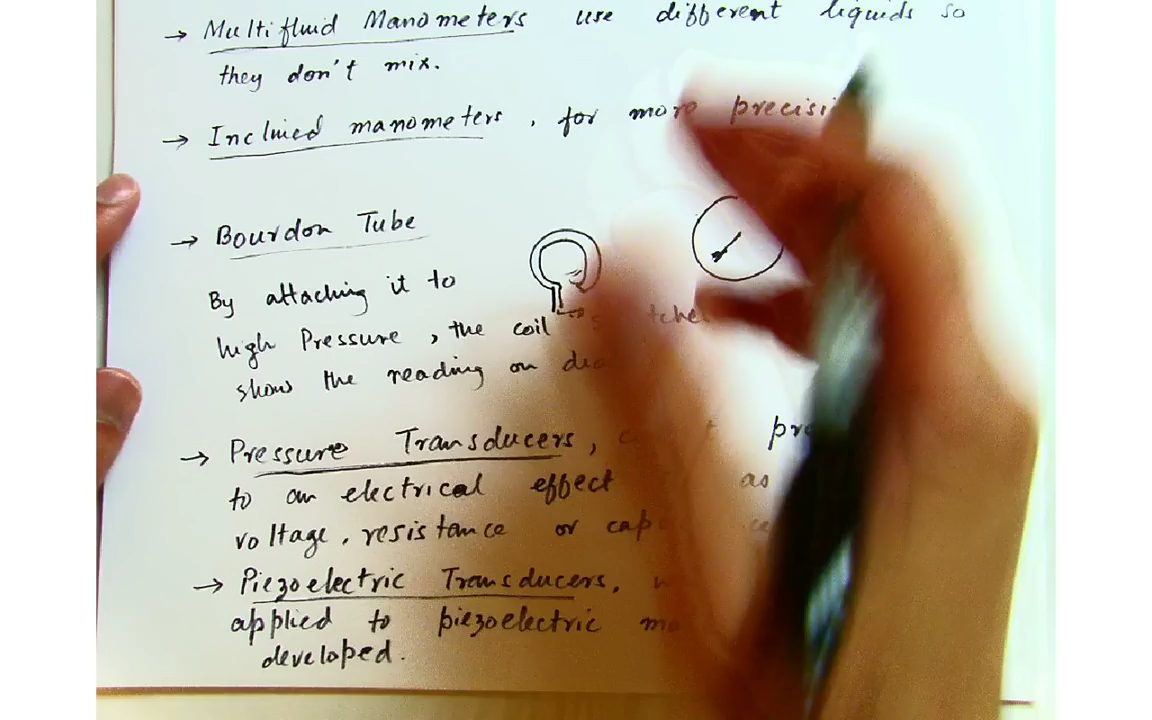 → Multifluid Manometers use different liquids so
they don't mix.
→ Inclined manometers, for more
→ Bourdon Tube
By attaching it to
high Pressure, the coil
shows the reading on
→ Pressure Transducers,
to an electrical effect as
voltage, resistance or
→ Piezoelectric Transducers,
applied to piezoelectric
developed.